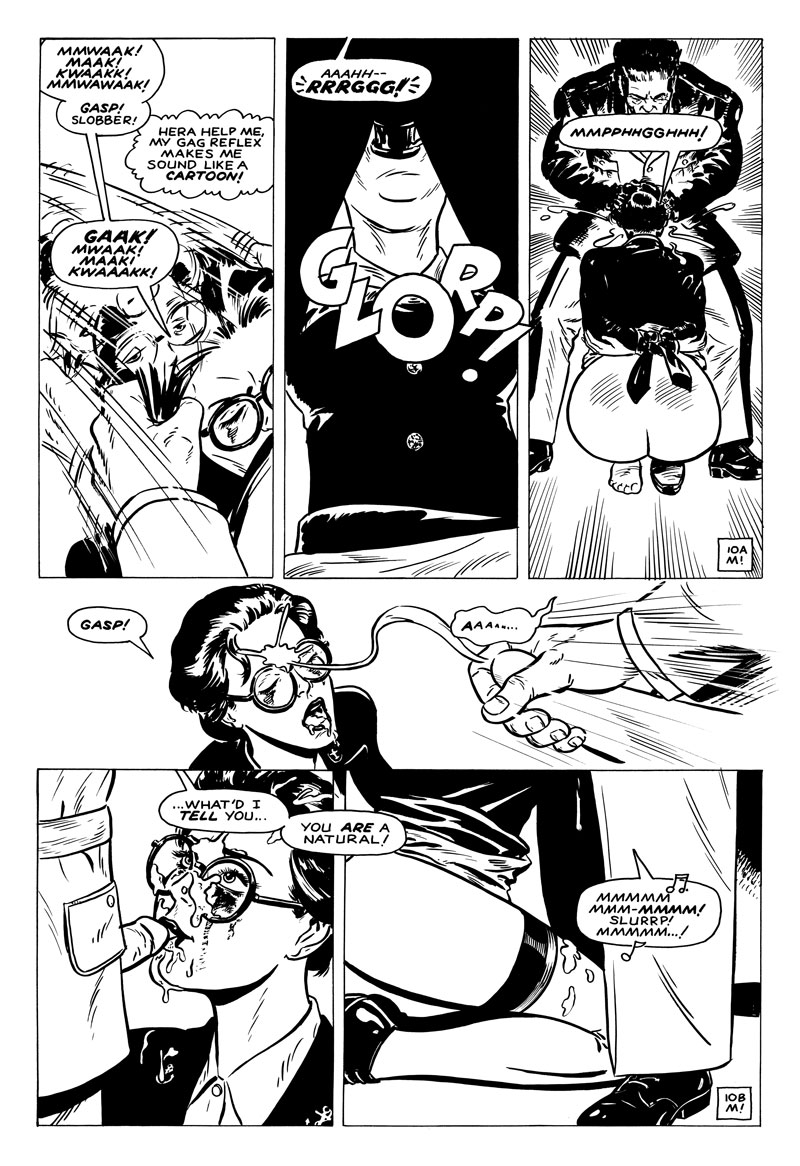 MMWAAK!
MAAK!
KWAAKK!
MMWAWAAK!
GASP!
SLOBBER!
HERA HELP ME,
MY GAG REFLEX
MAKES ME
SOUND LIKE A
CARTOON!
GAAK!
MWAAK!
MAAK!
KWAAAKK!
AAAHH--
RRRGGG!
GLORP!
MMPPHHGGHHH!
10A
M!
GASP!
AAAAH...
...WHAT'D I
TELL YOU...
YOU ARE A
NATURAL!
MMMMM
MMM-MMMM!
SLURRP!
MMMMM...!
10B
M!